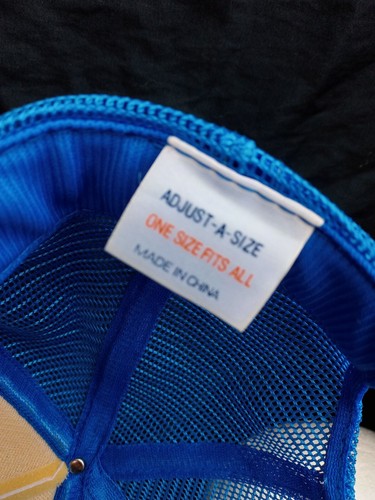 ADJUST-A-SIZE
ONE SIZE FITS ALL
MADE IN CHINA